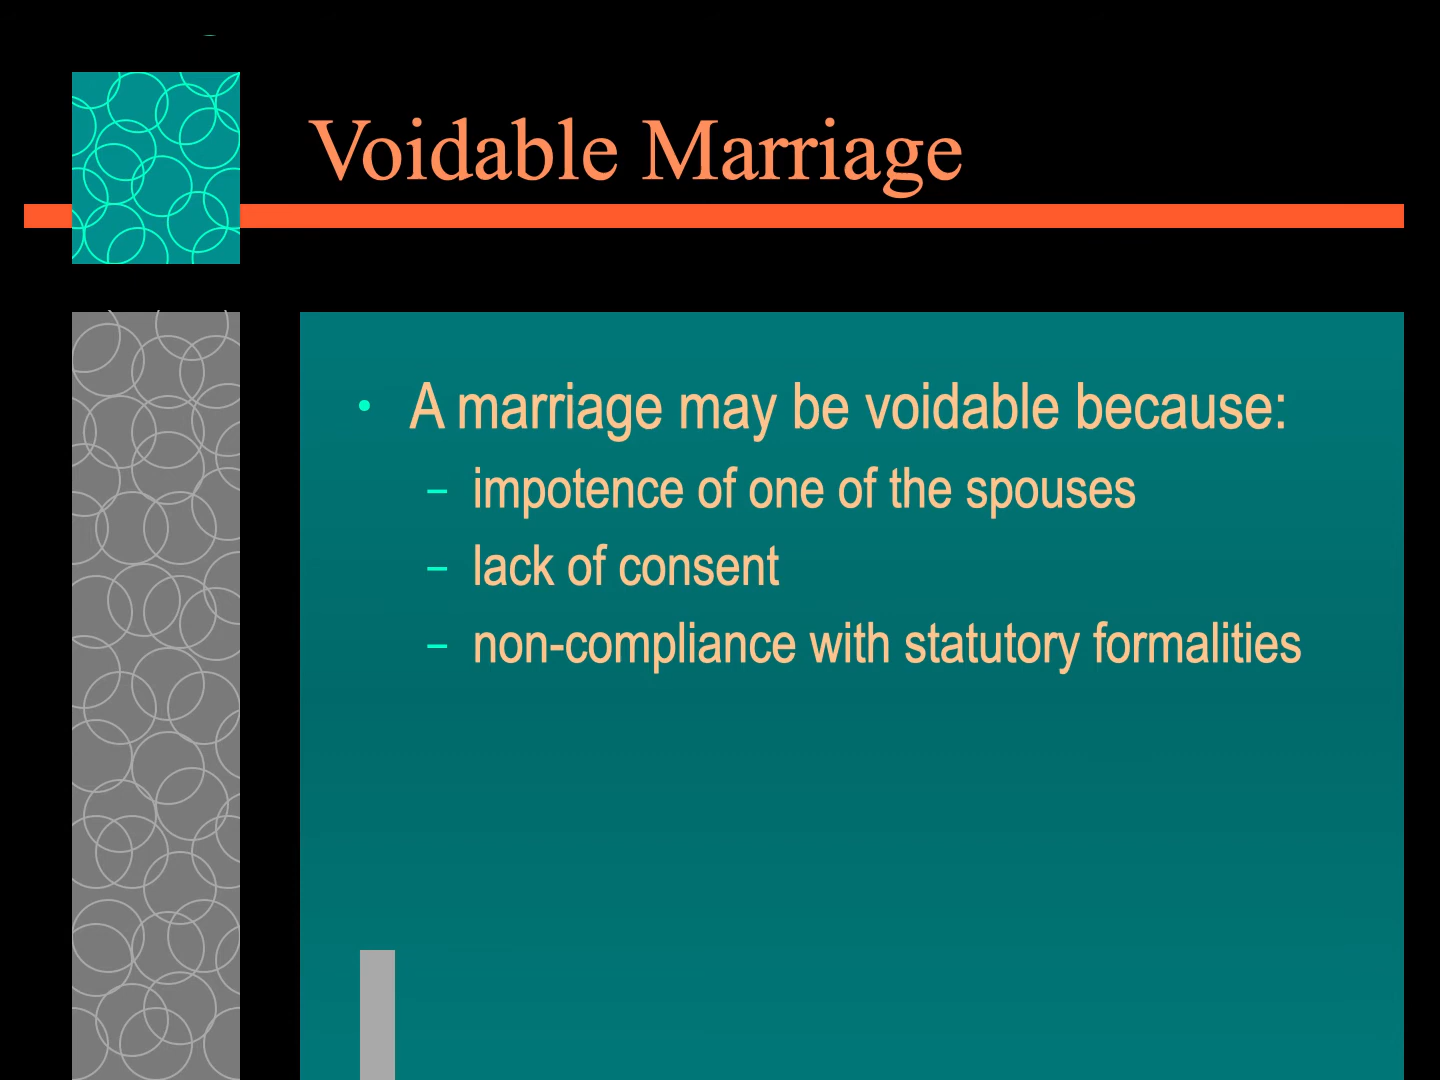 Voidable Marriage
• A marriage may be voidable because:
– impotence of one of the spouses
– lack of consent
– non-compliance with statutory formalities